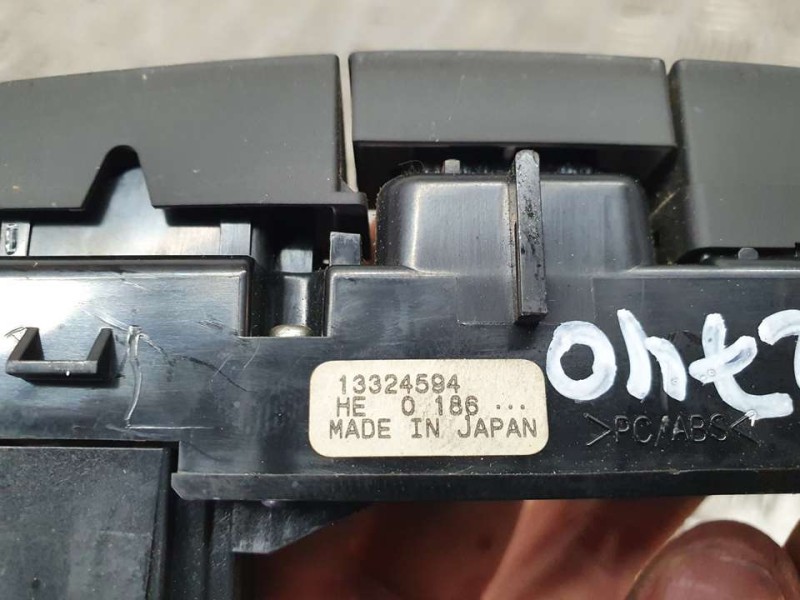 13324594
HE 0 186 ...
MADE IN JAPAN
>PC/ABS<